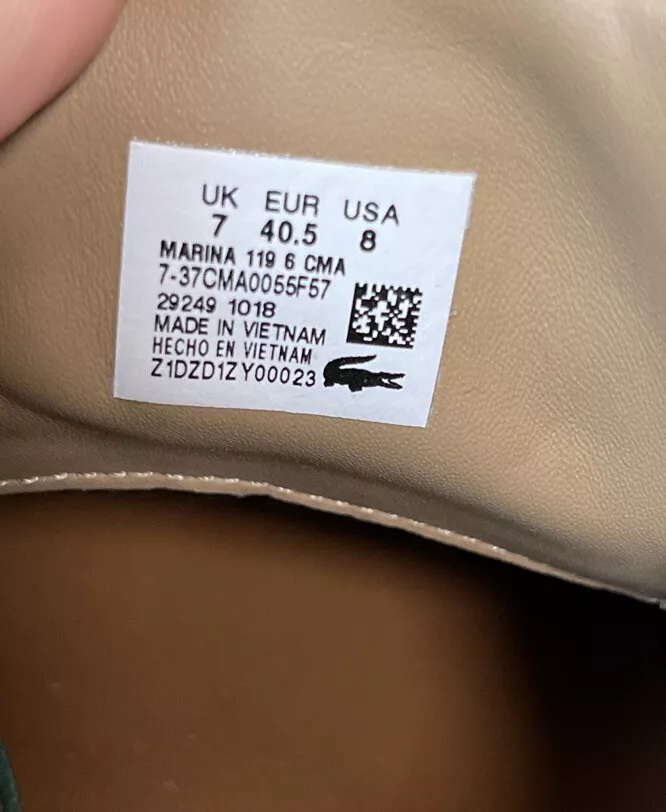 UK EUR USA
7 40.5 8
MARINA 119 6 CMA
7-37CMA0055F57
29249 1018
MADE IN VIETNAM
HECHO EN VIETNAM
Z1DZD1ZY00023